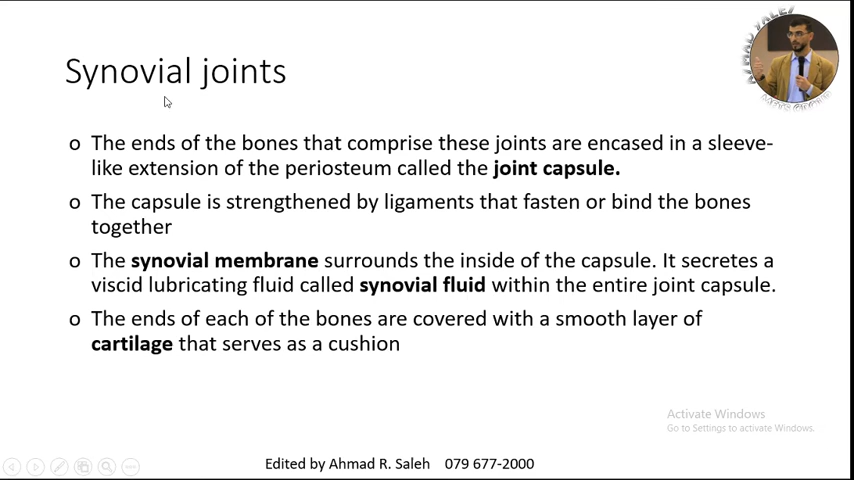 Synovial joints
o The ends of the bones that comprise these joints are encased in a sleeve-
like extension of the periosteum called the joint capsule.
o The capsule is strengthened by ligaments that fasten or bind the bones
together
o The synovial membrane surrounds the inside of the capsule. It secretes a
viscid lubricating fluid called synovial fluid within the entire joint capsule.
o The ends of each of the bones are covered with a smooth layer of
cartilage that serves as a cushion
Activate Windows
Go to Settings to activate Windows.
Edited by Ahmad R. Saleh 079 677-2000